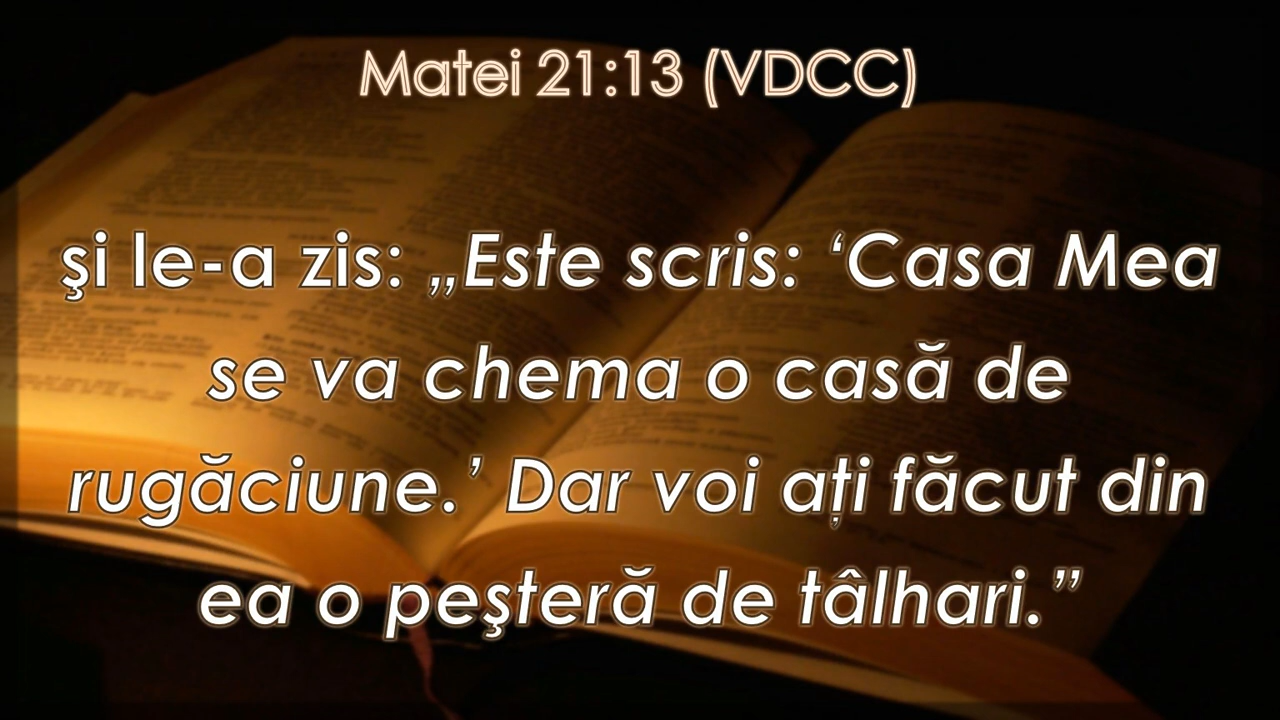 Matei 21:13 (VDCC)
şi le-a zis: „Este scris: ‘Casa Mea
se va chema o casă de
rugăciune.’ Dar voi aţi făcut din
ea o peşteră de tâlhari.”